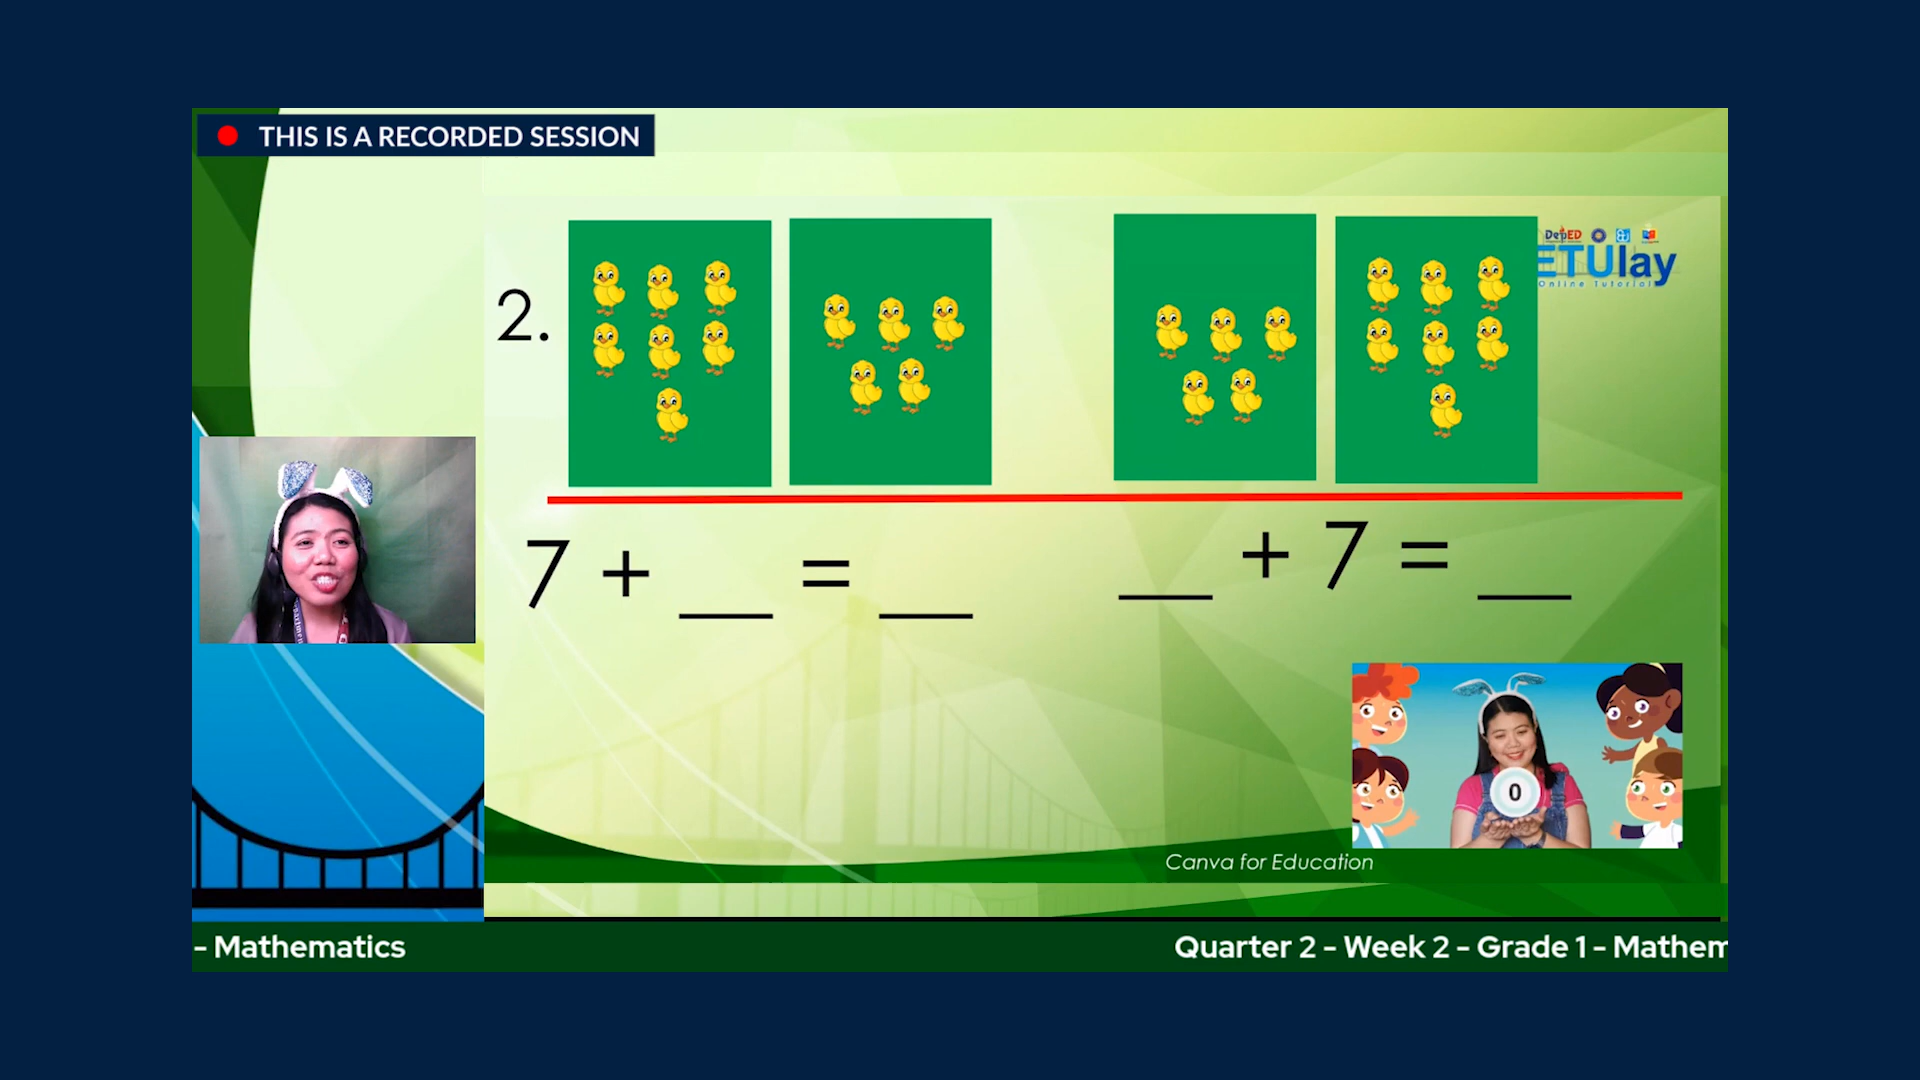 THIS IS A RECORDED SESSION
DepED
ETUlay
Online Tutorial
2.
7 + __ = __
__ + 7 = __
0
Canva for Education
- Mathematics
Quarter 2 - Week 2 - Grade 1 - Mathem